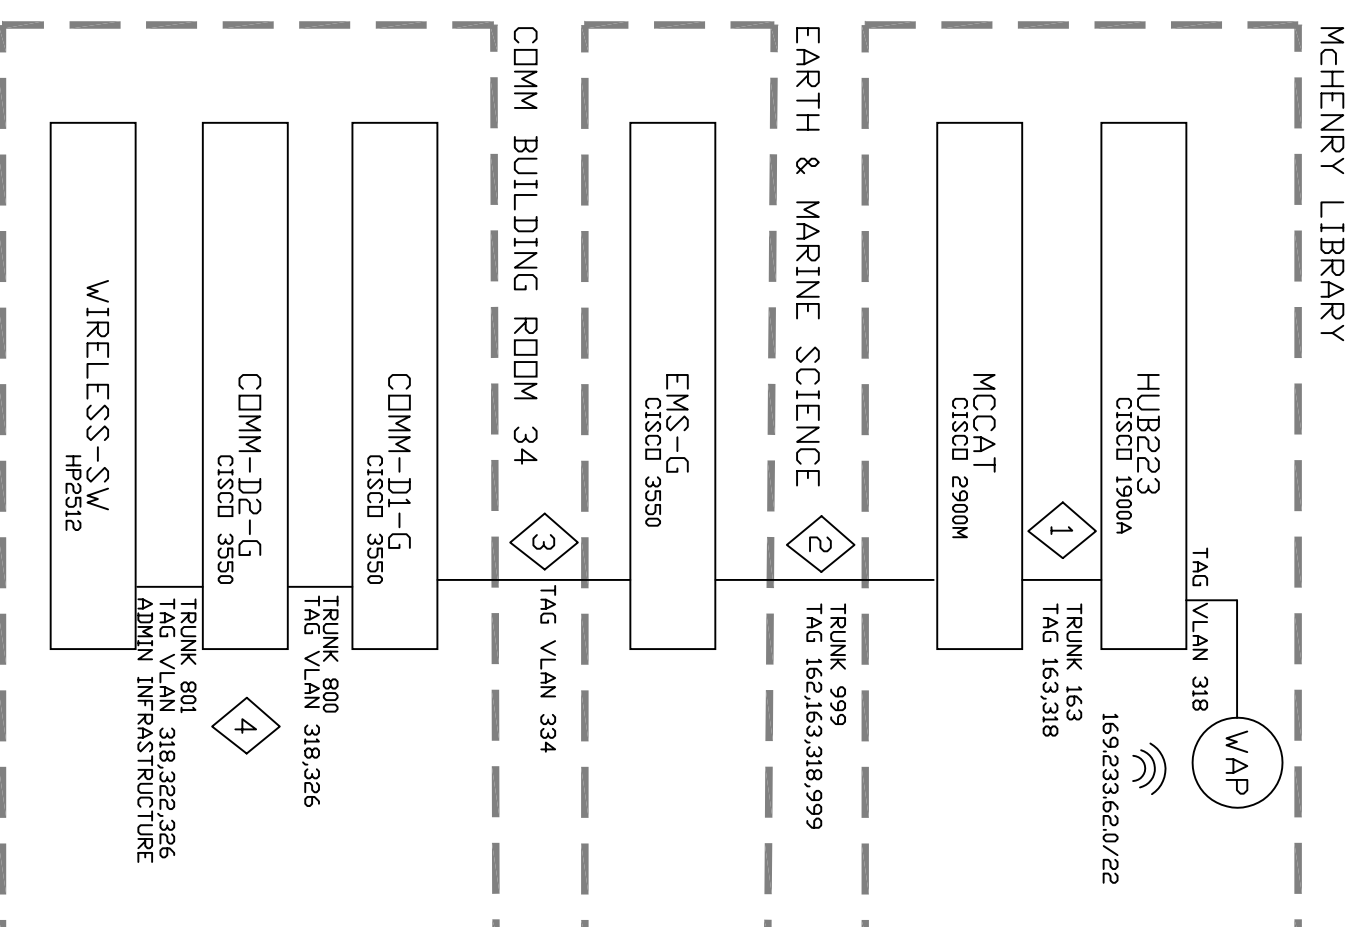 McHENRY LIBRARY
WAP
TAG VLAN 318
169.233.62.0/22
HUB223
CISCO 1900A
1
TRUNK 163
TAG 163,318
MCCAT
CISCO 2900M
EARTH & MARINE SCIENCE
2
TRUNK 999
TAG 162,163,318,999
EMS-G
CISCO 3550
COMM BUILDING ROOM 34
3
TAG VLAN 334
COMM-D1-G
CISCO 3550
TRUNK 800
TAG VLAN 318,326
COMM-D2-G
CISCO 3550
4
TRUNK 801
TAG VLAN 318,322,326
ADMIN INFRASTRUCTURE
WIRELESS-SW
HP2512